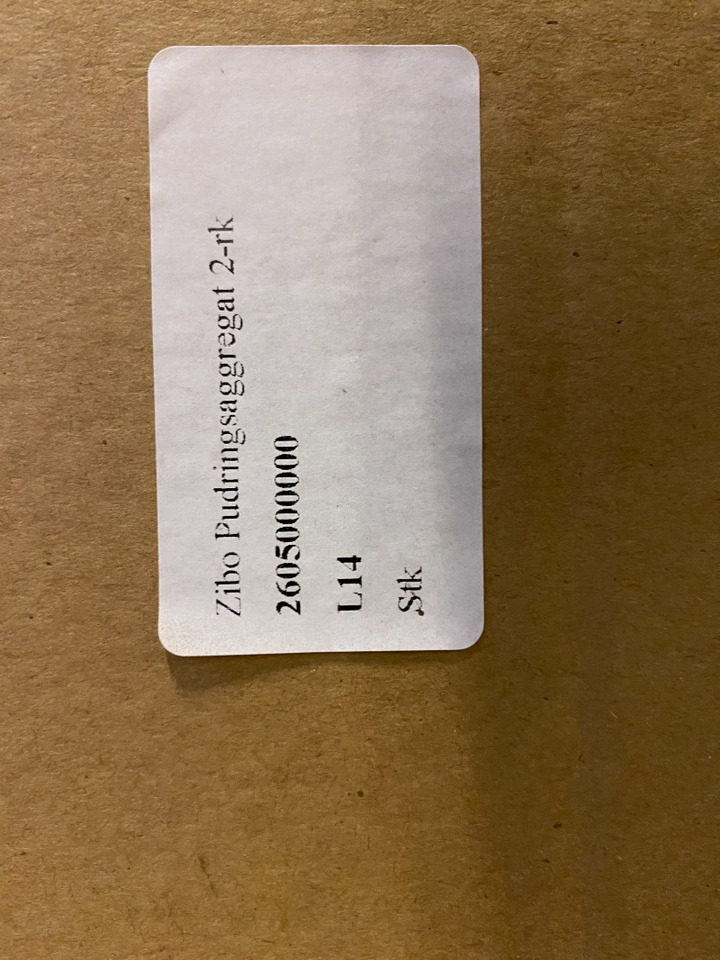 Zibo Pudringsaggregat 2-rk
2605000000
L14
Stk